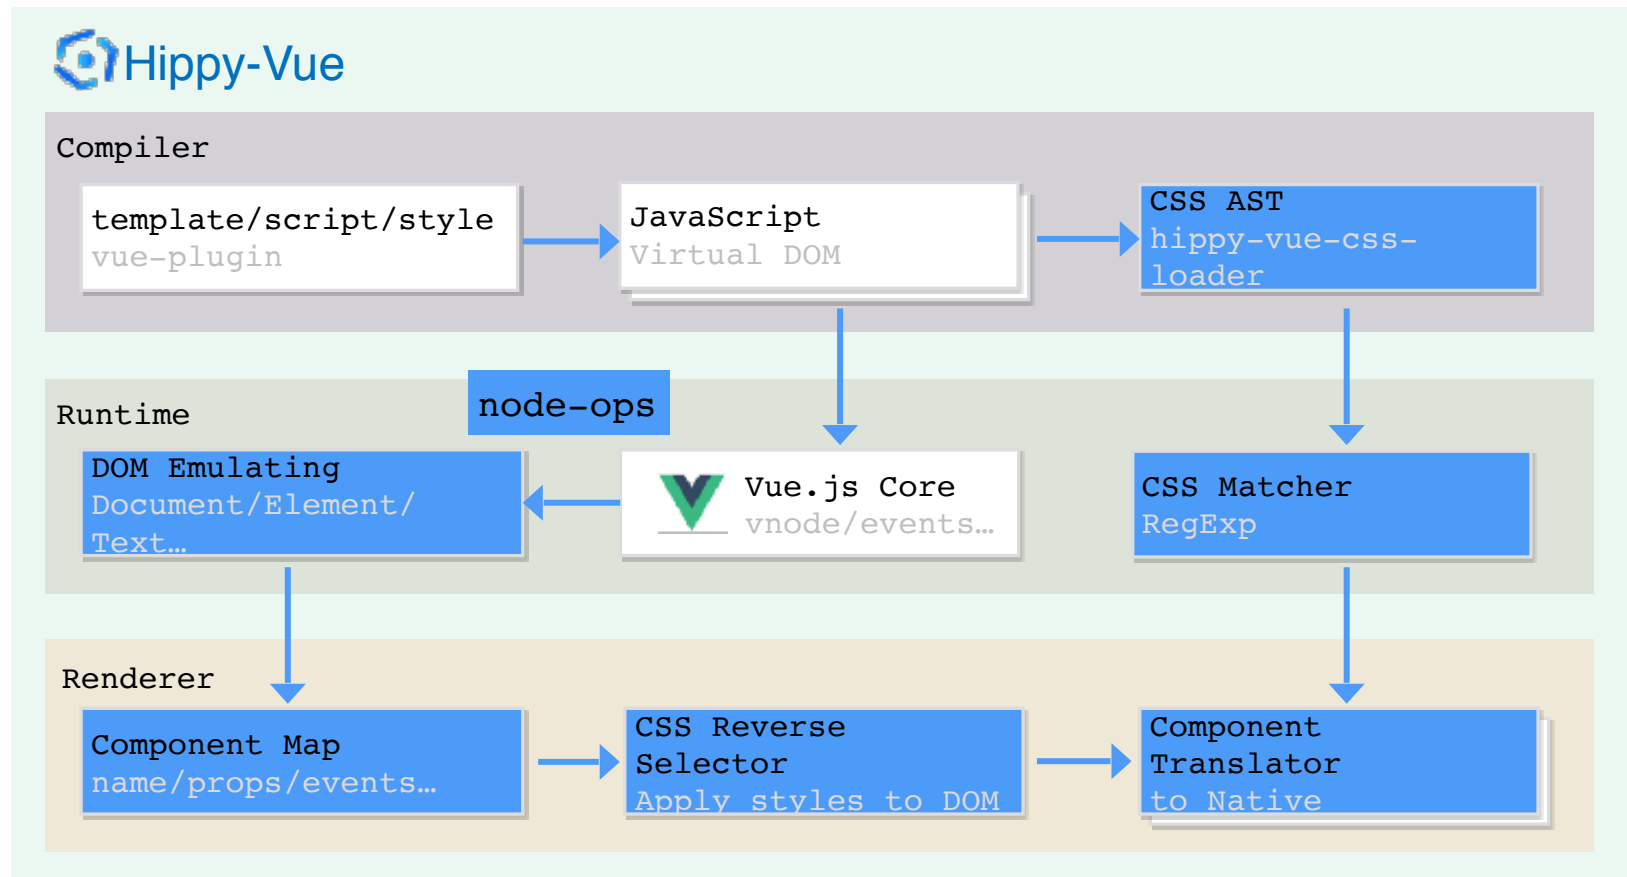 Hippy-Vue
Compiler
template/script/style
vue-plugin
JavaScript
Virtual DOM
CSS AST
hippy-vue-css-
loader
Runtime
node-ops
DOM Emulating
Document/Element/
Text…
Vue.js Core
vnode/events…
CSS Matcher
RegExp
Renderer
Component Map
name/props/events…
CSS Reverse
Selector
Apply styles to DOM
Component
Translator
to Native